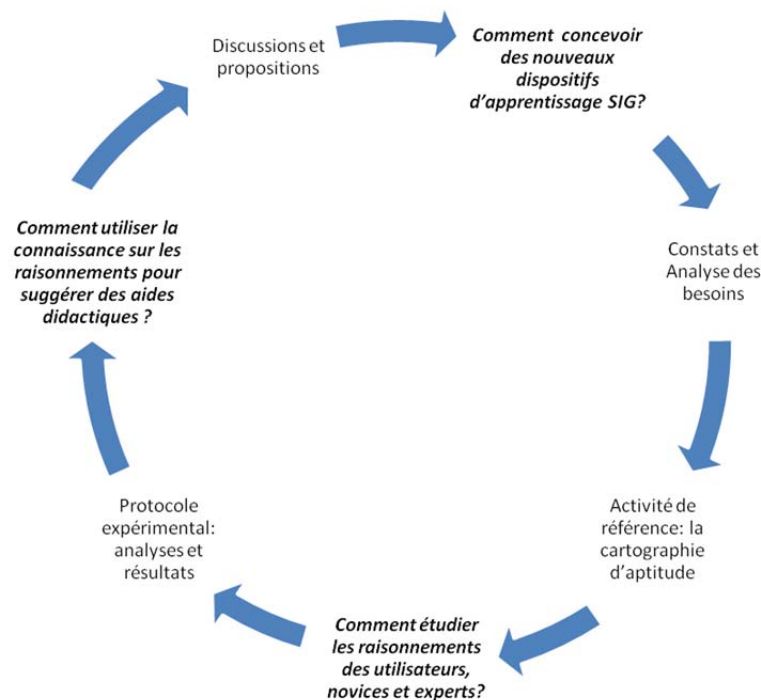 Discussions et
propositions
Comment concevoir
des nouveaux
dispositifs
d'apprentissage SIG?
Constats et
Analyse des
besoins
Activité de
référence: la
cartographie
d'aptitude
Comment étudier
les raisonnements
des utilisateurs,
novices et experts?
Protocole
expérimental:
analyses et
résultats
Comment utiliser la
connaissance sur les
raisonnements pour
suggérer des aides
didactiques ?